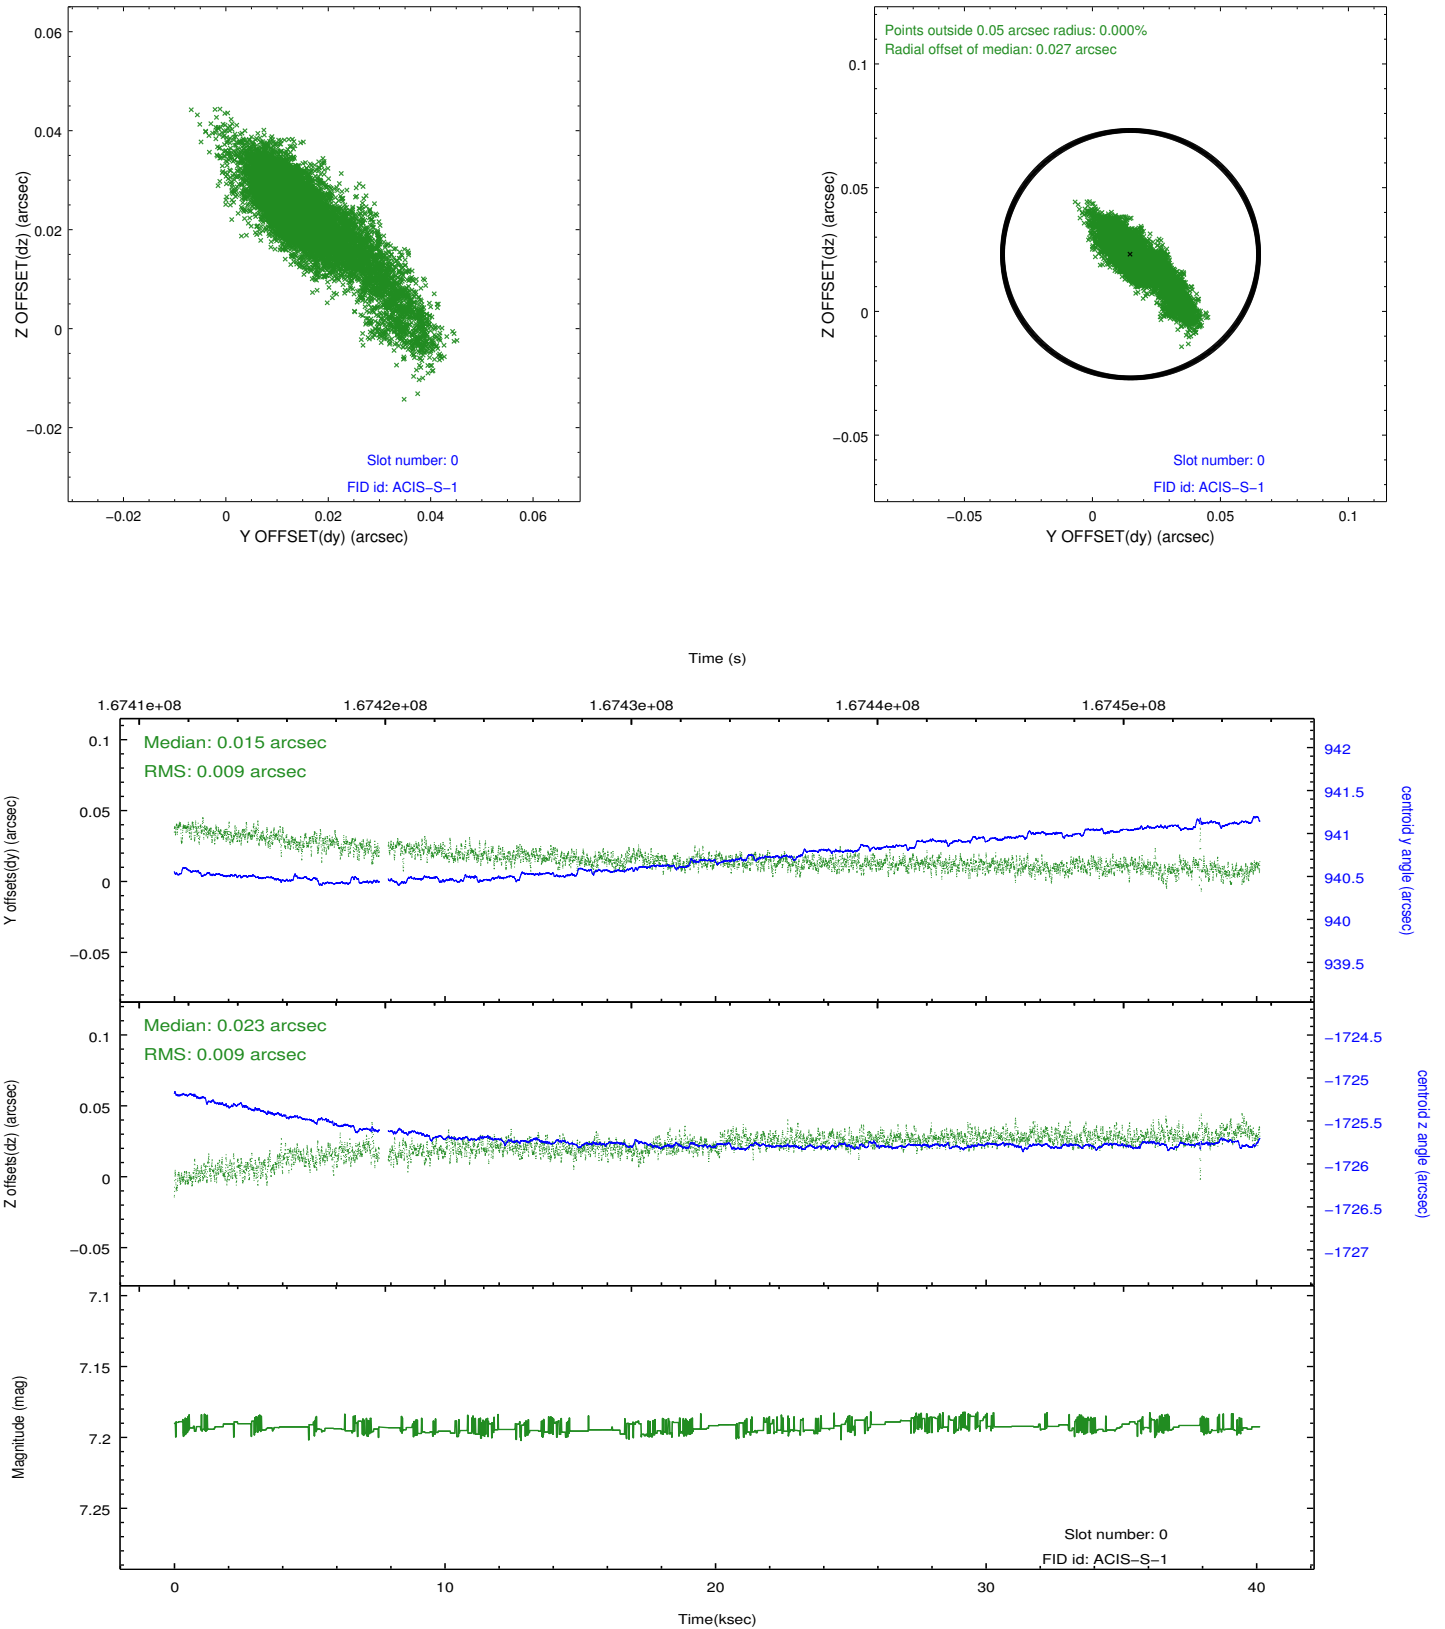 0.06
0.04
0.02
0
−0.02
Z OFFSET(dz) (arcsec)
−0.02 0 0.02 0.04 0.06
Y OFFSET(dy) (arcsec)
Slot number: 0
FID id: ACIS−S−1
Points outside 0.05 arcsec radius: 0.000%
Radial offset of median: 0.027 arcsec
0.1
0.05
0
−0.05
Z OFFSET(dz) (arcsec)
−0.05 0 0.05 0.1
Y OFFSET(dy) (arcsec)
Slot number: 0
FID id: ACIS−S−1
Time (s)
1.6741e+08 1.6742e+08 1.6743e+08 1.6744e+08 1.6745e+08
Median: 0.015 arcsec
RMS: 0.009 arcsec
0.1
0.05
0
−0.05
Y offsets(dy) (arcsec)
942
941.5
941
940.5
940
939.5
centroid y angle (arcsec)
Median: 0.023 arcsec
RMS: 0.009 arcsec
0.1
0.05
0
−0.05
Z offsets(dz) (arcsec)
−1724.5
−1725
−1725.5
−1726
−1726.5
−1727
centroid z angle (arcsec)
7.1
7.15
7.2
7.25
Magnitude (mag)
Slot number: 0
FID id: ACIS−S−1
0 10 20 30 40
Time(ksec)